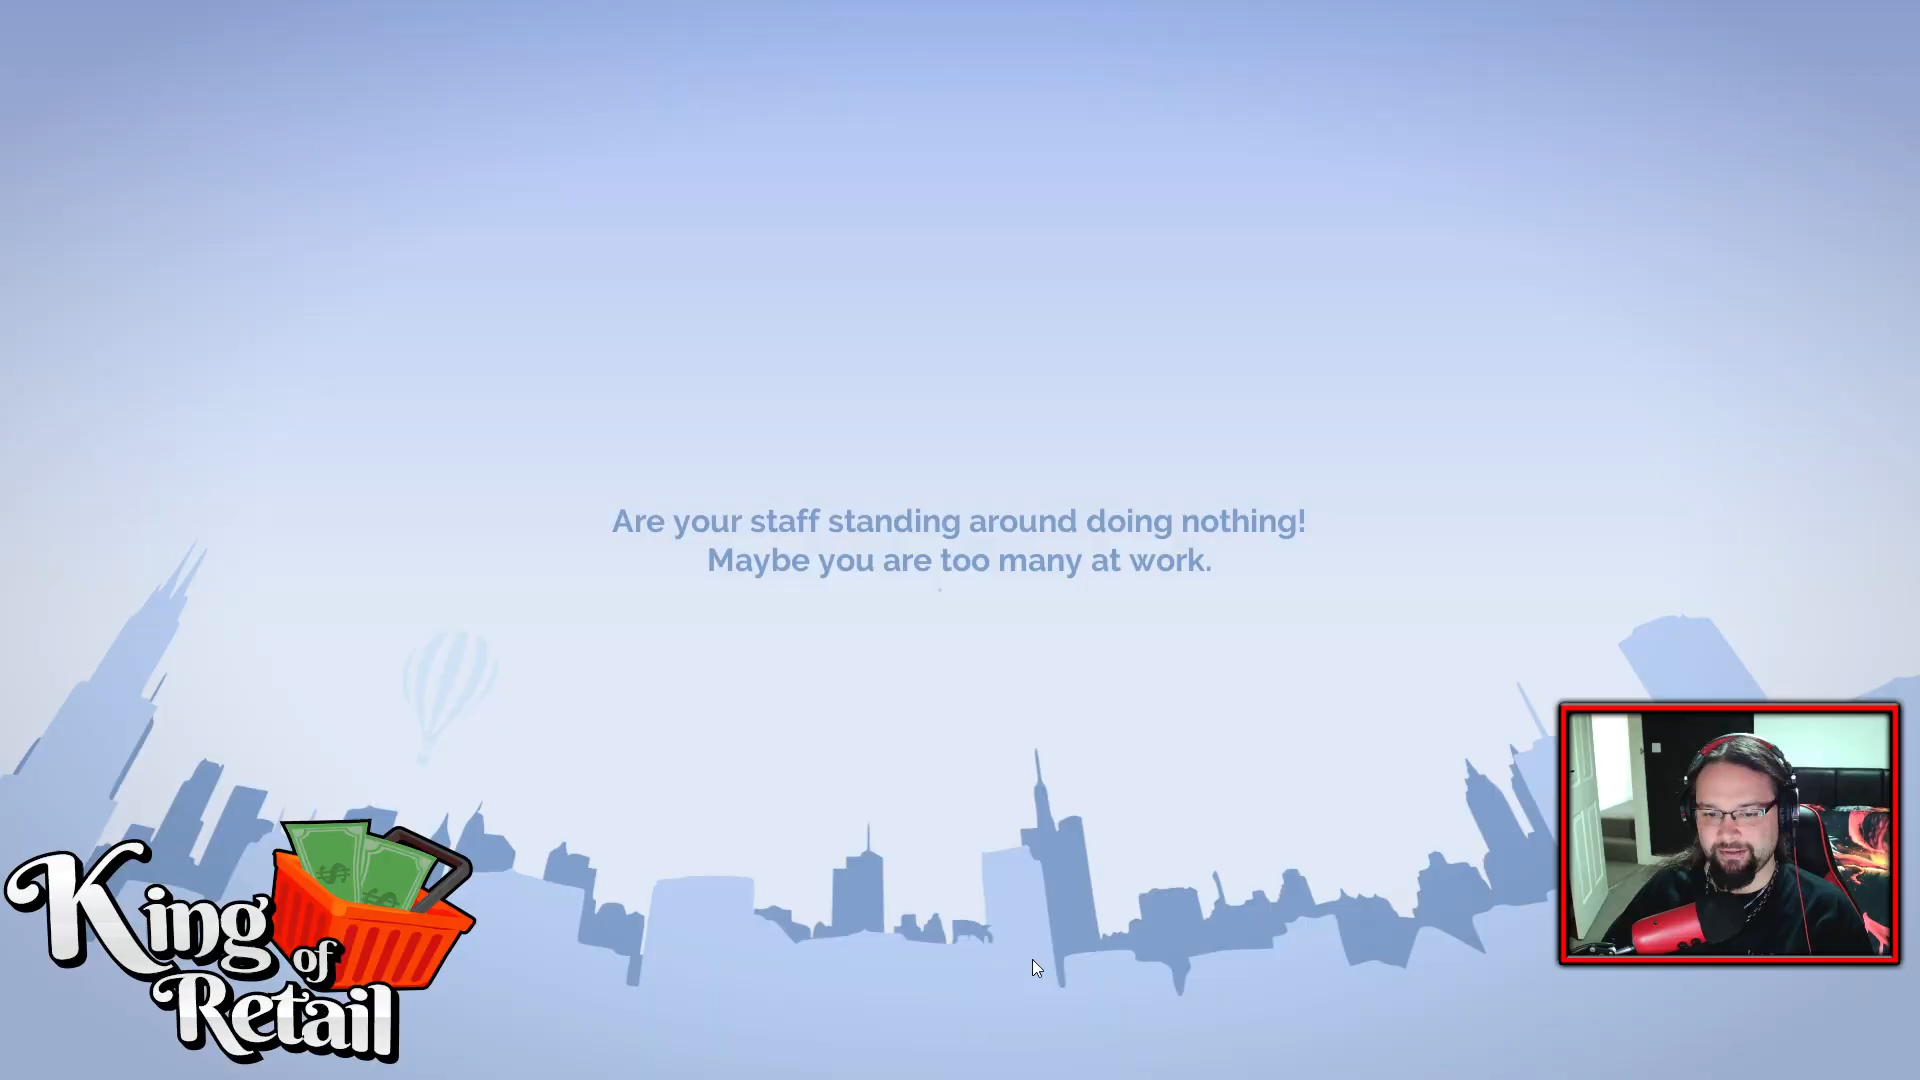 Are your staff standing around doing nothing!
Maybe you are too many at work.
King
of
Retail